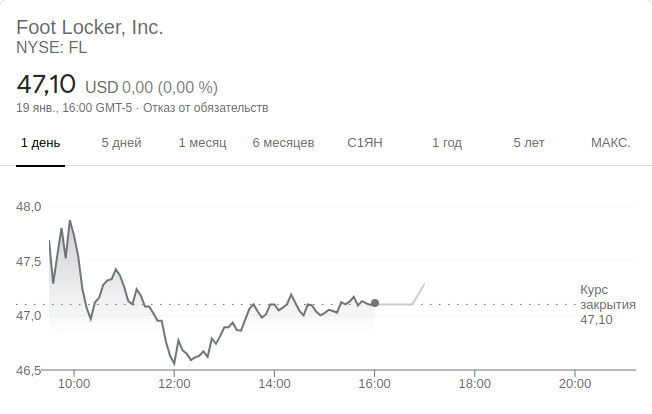 Foot Locker, Inc.
NYSE: FL
47,10 USD 0,00 (0,00 %)
19 янв., 16:00 GMT-5 · Отказ от обязательств
1 день 5 дней 1 месяц 6 месяцев С1ЯН 1 год 5 лет МАКС.
48,0
47,5
Курс
закрытия
47,10
47,0
46,5
10:00 12:00 14:00 16:00 18:00 20:00